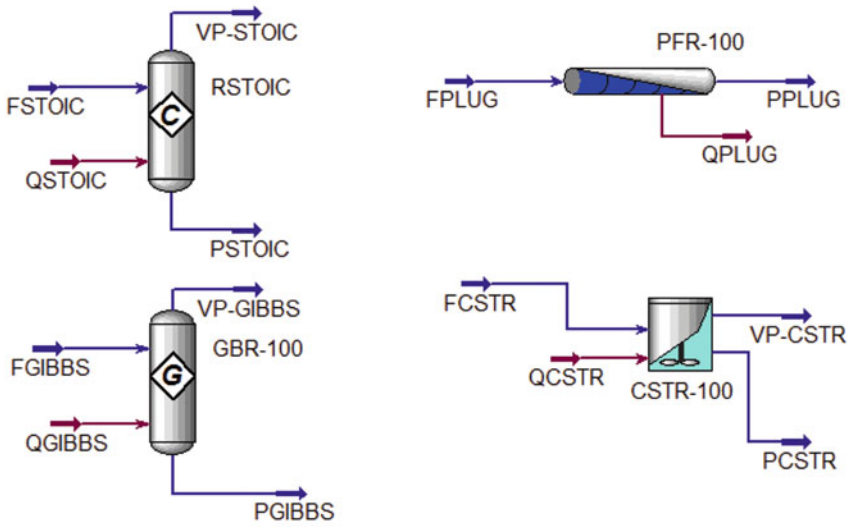 VP-STOIC
RSTOIC
FSTOIC
C
QSTOIC
PSTOIC
PFR-100
FPLUG
PPLUG
QPLUG
VP-GIBBS
GBR-100
FGIBBS
G
QGIBBS
PGIBBS
FCSTR
VP-CSTR
QCSTR
CSTR-100
PCSTR